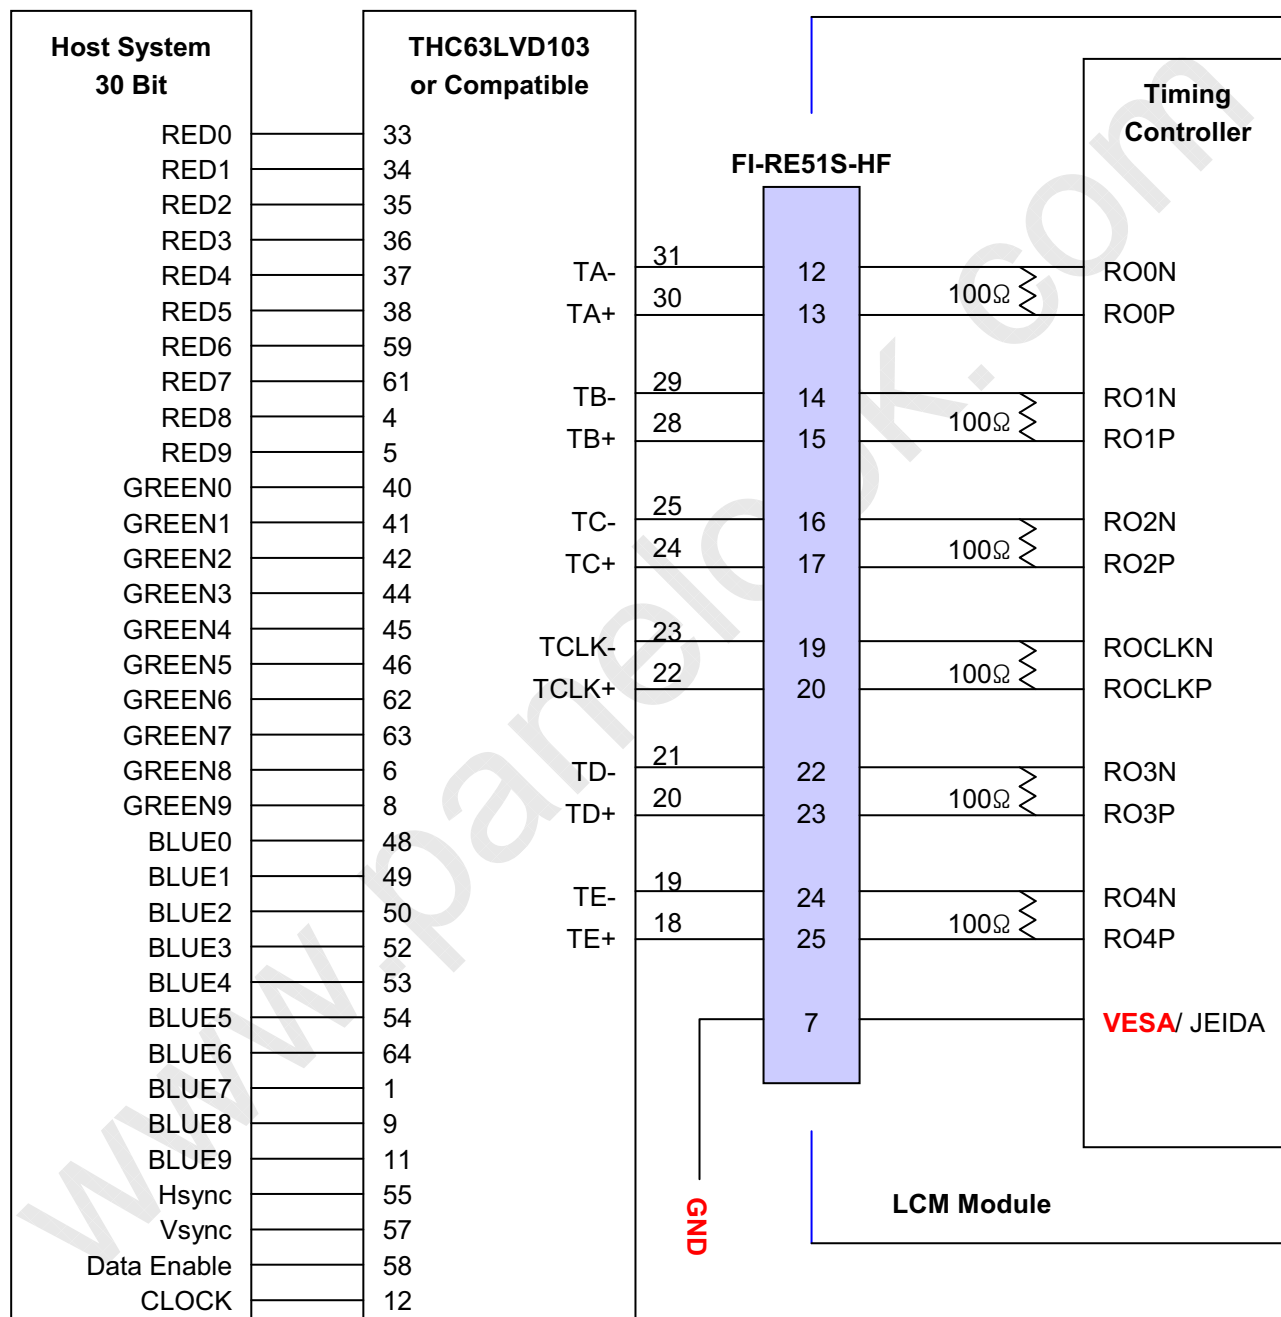 Host System
30 Bit
RED0 33
RED1 34
RED2 35
RED3 36
RED4 37
RED5 38
RED6 59
RED7 61
RED8 4
RED9 5
GREEN0 40
GREEN1 41
GREEN2 42
GREEN3 44
GREEN4 45
GREEN5 46
GREEN6 62
GREEN7 63
GREEN8 6
GREEN9 8
BLUE0 48
BLUE1 49
BLUE2 50
BLUE3 52
BLUE4 53
BLUE5 54
BLUE6 64
BLUE7 1
BLUE8 9
BLUE9 11
Hsync 55
Vsync 57
Data Enable 58
CLOCK 12
THC63LVD103
or Compatible
FI-RE51S-HF
Timing
Controller
TA- 31 12 RO0N
100Ω
TA+ 30 13 RO0P
TB- 29 14 RO1N
100Ω
TB+ 28 15 RO1P
TC- 25 16 RO2N
100Ω
TC+ 24 17 RO2P
TCLK- 23 19 ROCLKN
100Ω
TCLK+ 22 20 ROCLKP
TD- 21 22 RO3N
100Ω
TD+ 20 23 RO3P
TE- 19 24 RO4N
100Ω
TE+ 18 25 RO4P
7 VESA/ JEIDA
GND
LCM Module
www.panelook.com